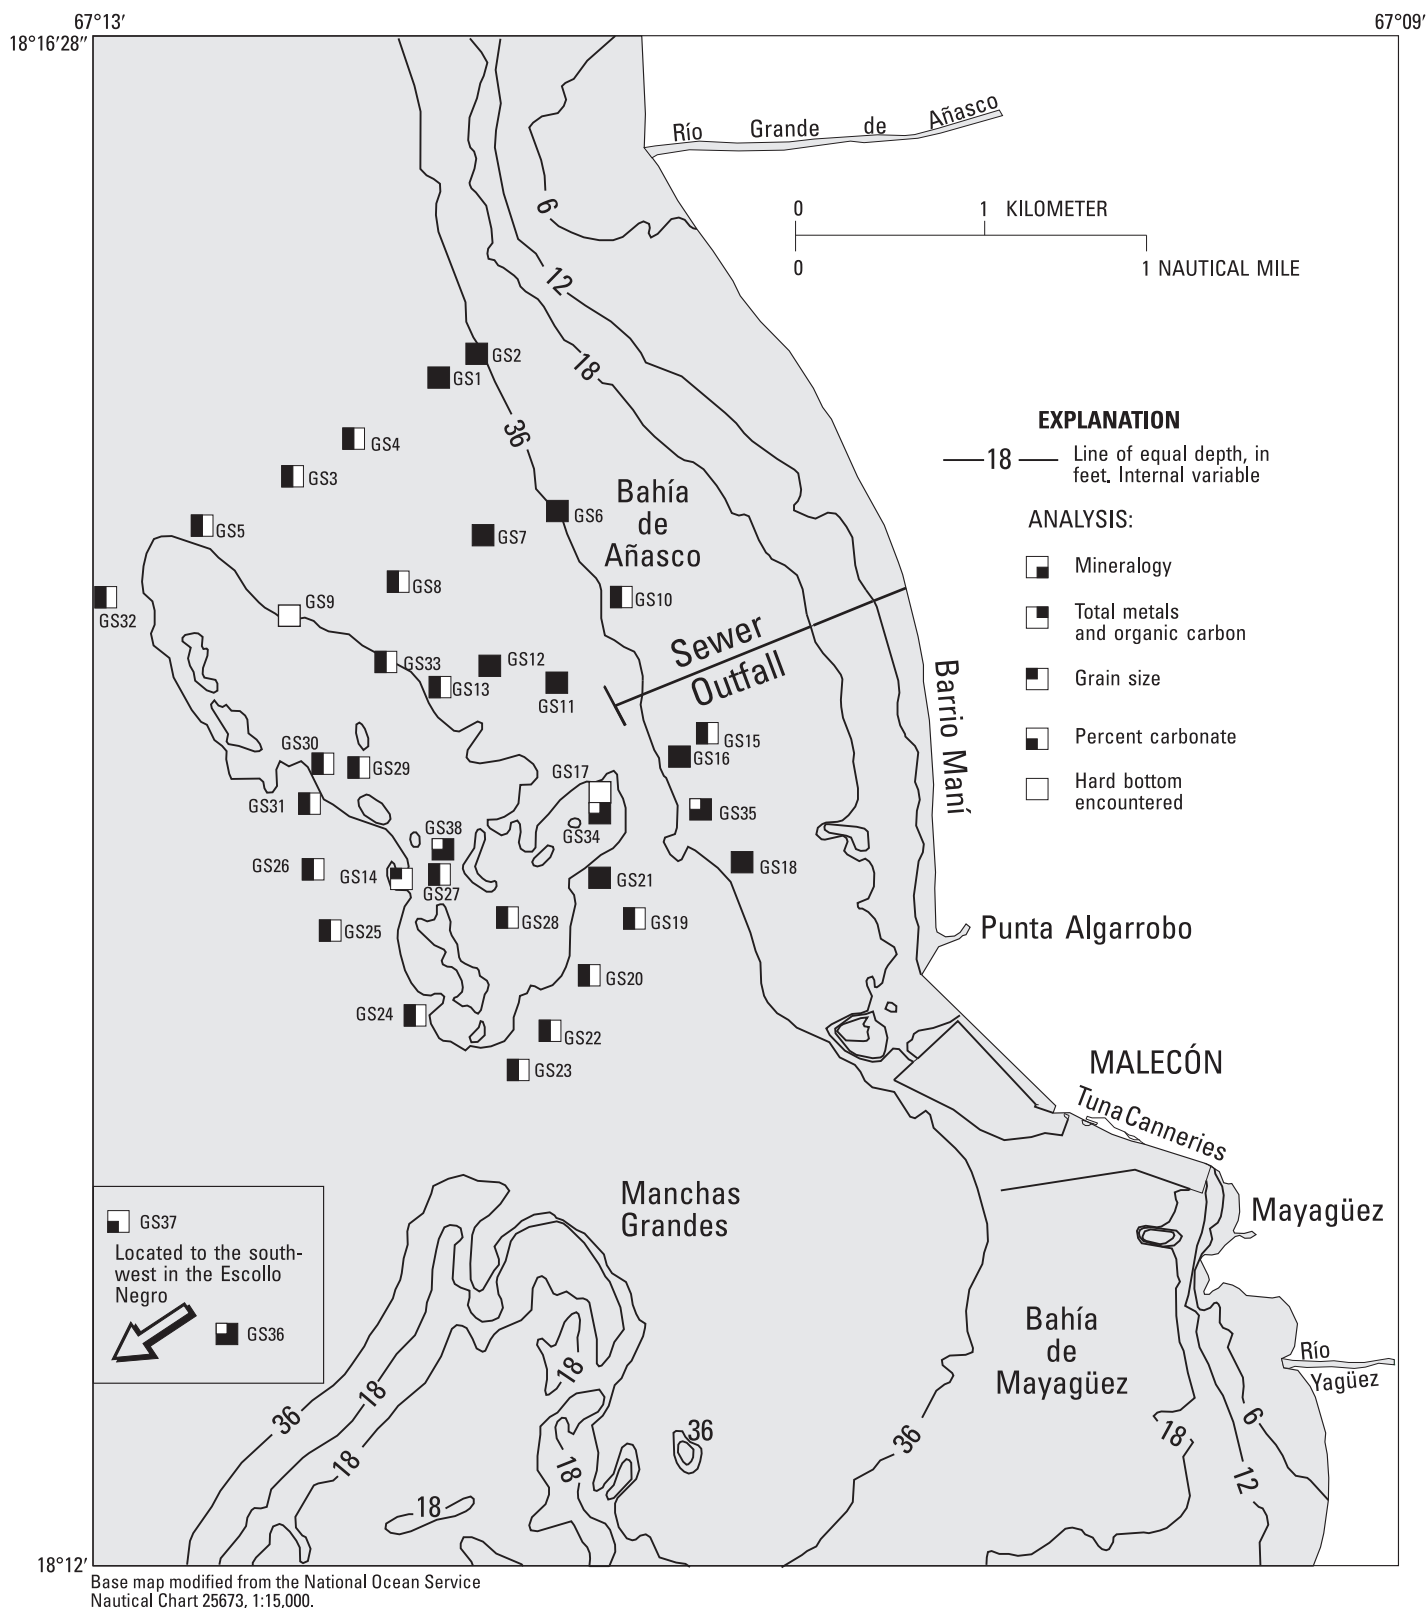 67°13′
67°09′
18°16′28″
Río Grande de Añasco
0 1 KILOMETER
0 1 NAUTICAL MILE
6
12
18
36
GS2
GS1
GS4
GS3
GS5
GS6
GS7
GS8
GS9
GS10
GS32
GS33
GS13
GS12
GS11
Bahía
de
Añasco
Sewer
Outfall
Barrio Maní
EXPLANATION
18
Line of equal depth, in
feet. Internal variable
ANALYSIS:
Mineralogy
Total metals
and organic carbon
Grain size
Percent carbonate
Hard bottom
encountered
GS15
GS16
GS30
GS29
GS31
GS17
GS34
GS35
GS38
GS26
GS14
GS27
GS21
GS18
GS25
GS28
GS19
GS20
GS24
GS22
GS23
Punta Algarrobo
MALECÓN
Tuna Canneries
Mayagüez
Manchas
Grandes
GS37
Located to the south-
west in the Escollo
Negro
GS36
Bahía
de
Mayagüez
Río
Yagüez
36
18
18
18
18
18
36
36
18
6
12
18°12′
Base map modified from the National Ocean Service
Nautical Chart 25673, 1:15,000.